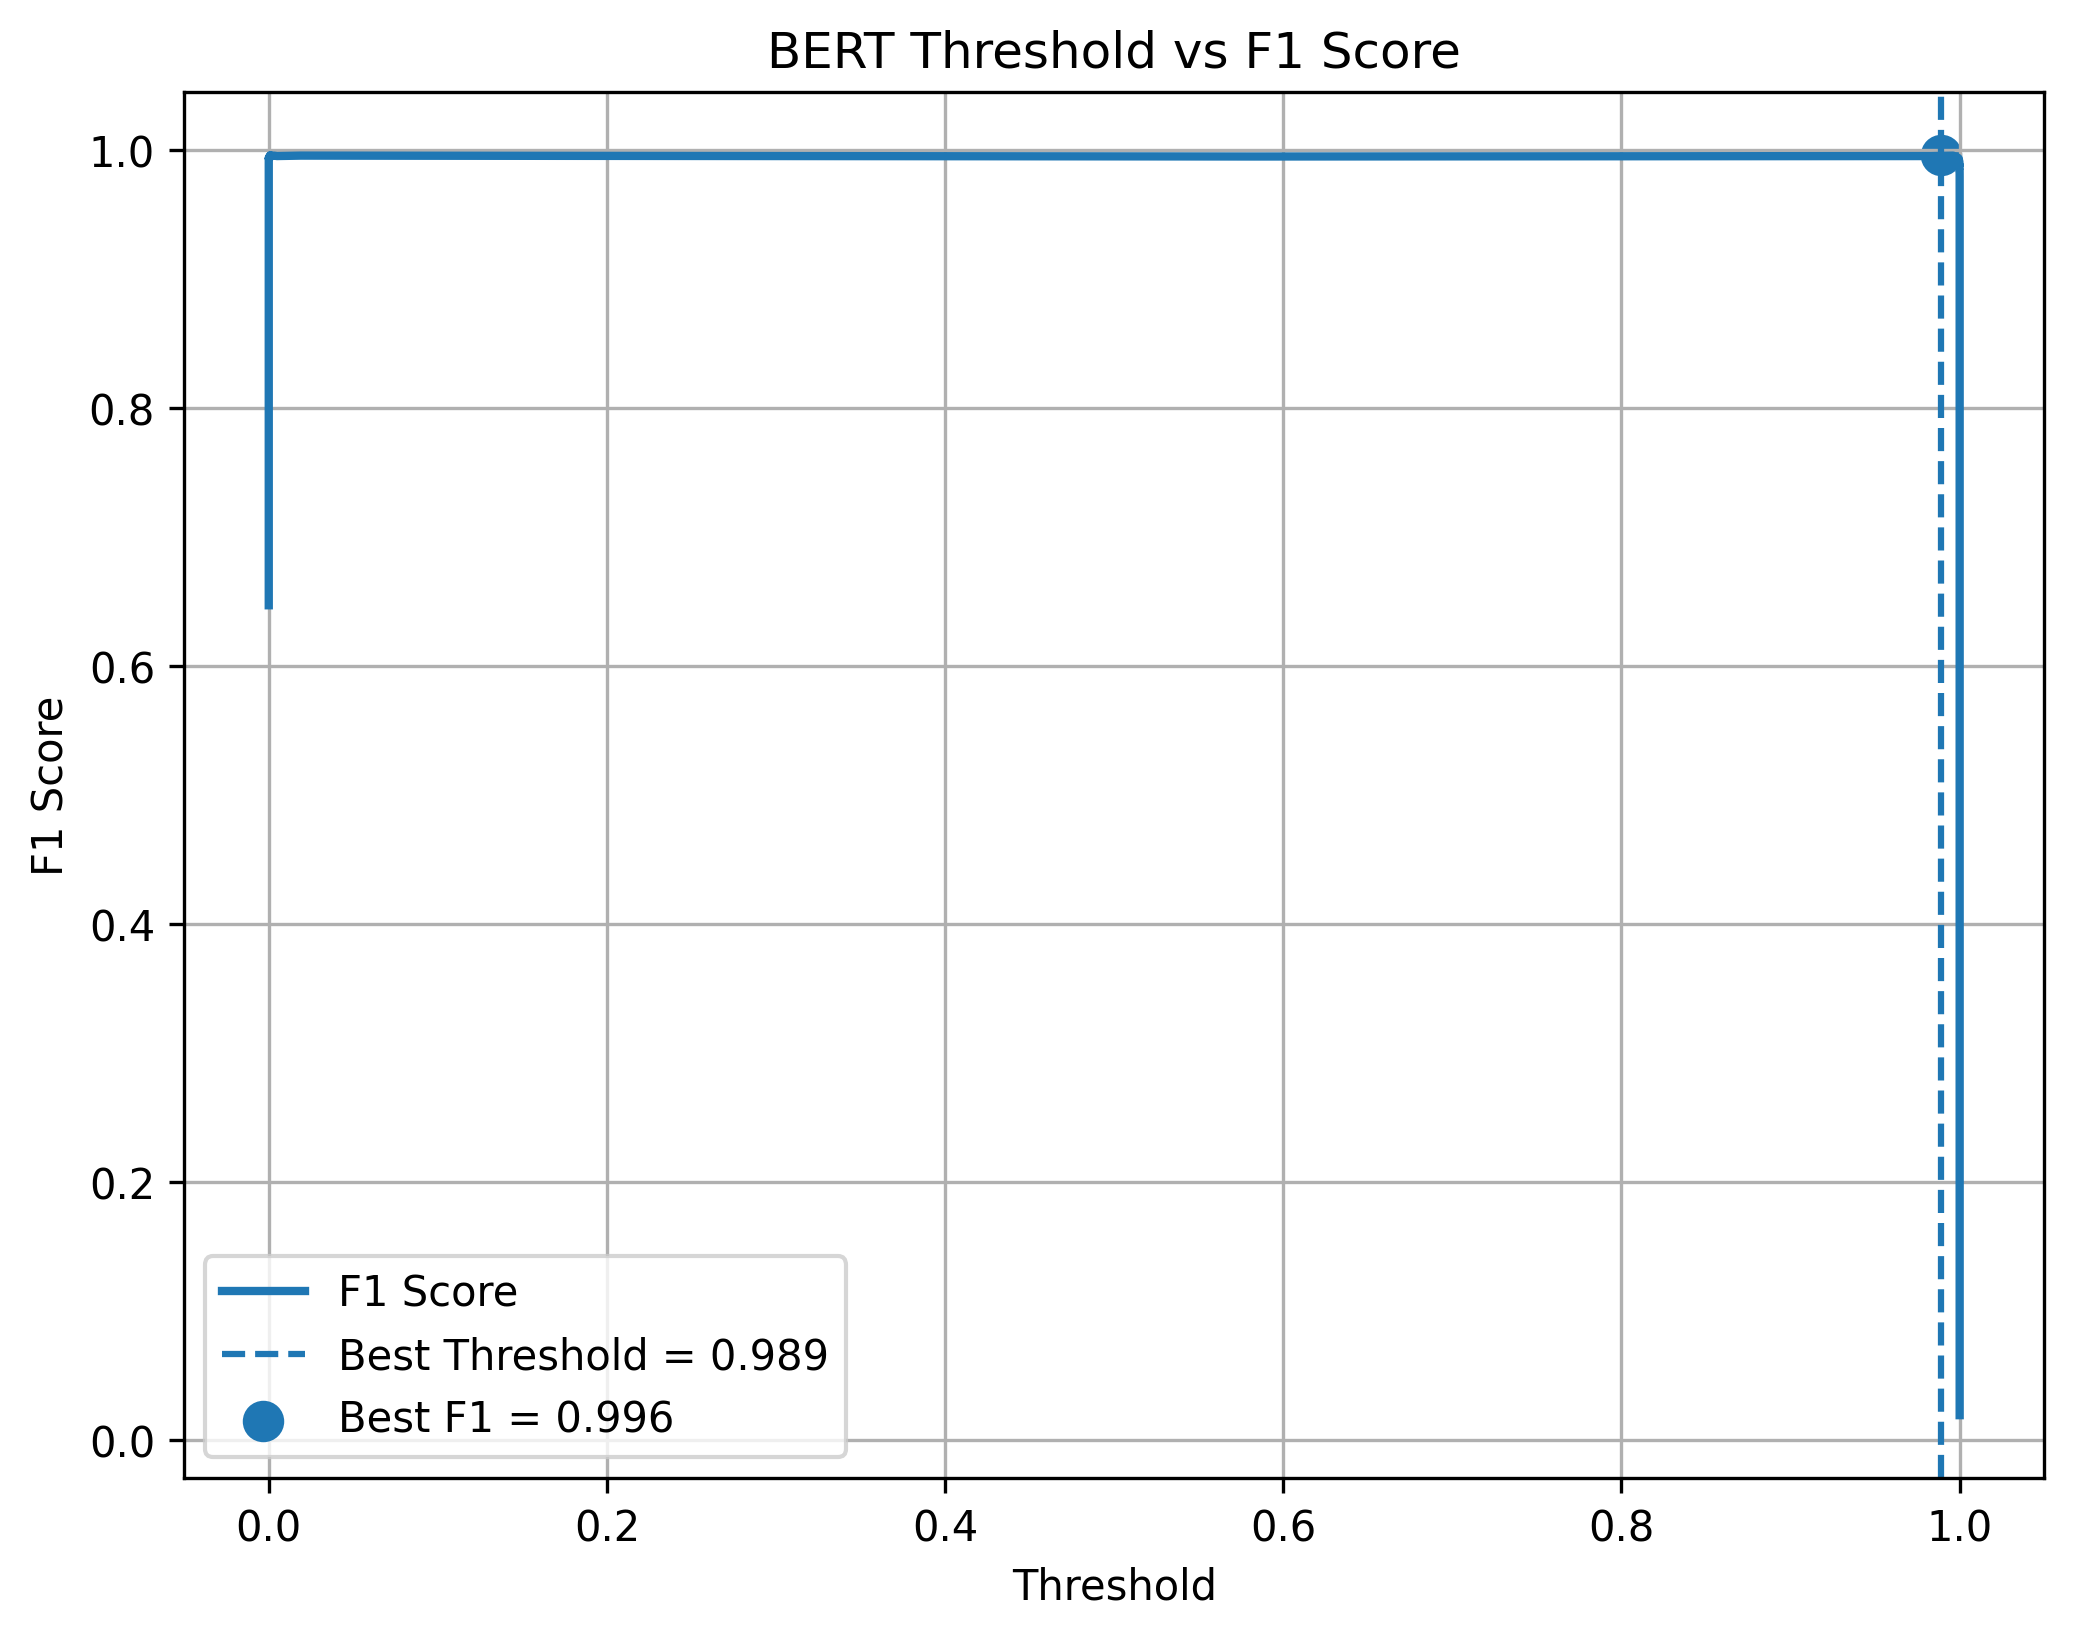 BERT Threshold vs F1 Score
1.0
0.8
0.6
0.4
0.2
0.0
F1 Score
F1 Score
Best Threshold = 0.989
Best F1 = 0.996
0.0 0.2 0.4 0.6 0.8 1.0
Threshold